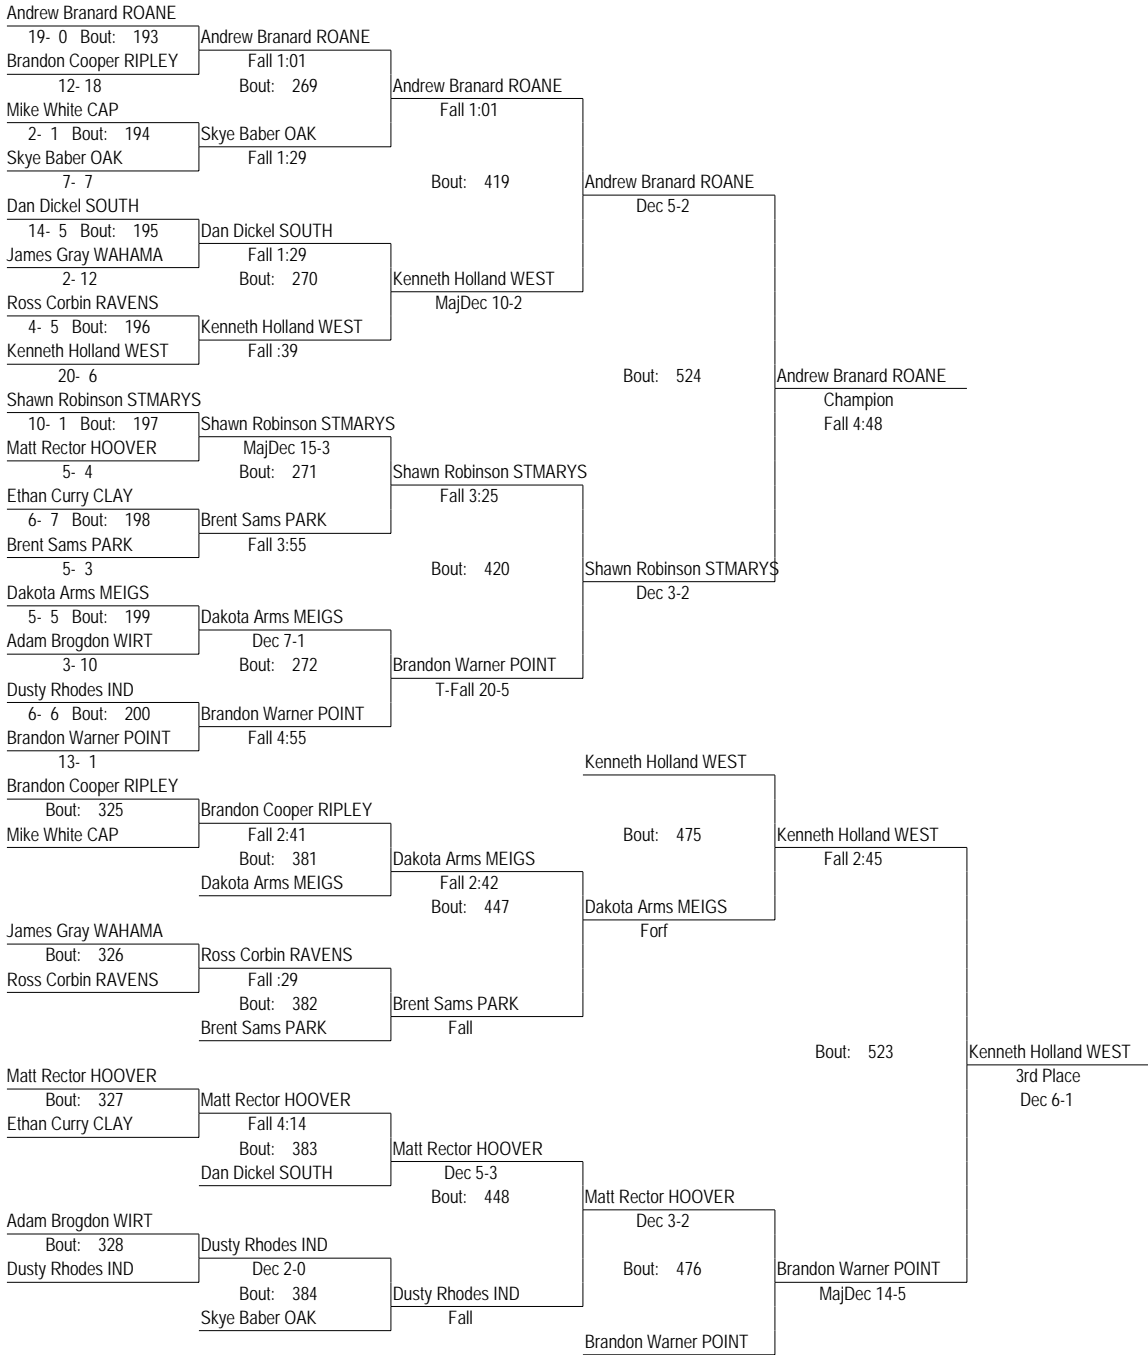 Andrew Branard ROANE
19- 0 Bout: 193 Andrew Branard ROANE
Brandon Cooper RIPLEY Fall 1:01
12- 18 Bout: 269 Andrew Branard ROANE
Mike White CAP Fall 1:01
2- 1 Bout: 194 Skye Baber OAK
Skye Baber OAK Fall 1:29
7- 7 Bout: 419 Andrew Branard ROANE
Dan Dickel SOUTH Dec 5-2
14- 5 Bout: 195 Dan Dickel SOUTH
James Gray WAHAMA Fall 1:29
2- 12 Bout: 270 Kenneth Holland WEST
Ross Corbin RAVENS MajDec 10-2
4- 5 Bout: 196 Kenneth Holland WEST
Kenneth Holland WEST Fall :39
20- 6 Bout: 524 Andrew Branard ROANE
Shawn Robinson STMARYS Champion
10- 1 Bout: 197 Shawn Robinson STMARYS Fall 4:48
Matt Rector HOOVER MajDec 15-3
5- 4 Bout: 271 Shawn Robinson STMARYS
Ethan Curry CLAY Fall 3:25
6- 7 Bout: 198 Brent Sams PARK
Brent Sams PARK Fall 3:55
5- 3 Bout: 420 Shawn Robinson STMARYS
Dakota Arms MEIGS Dec 3-2
5- 5 Bout: 199 Dakota Arms MEIGS
Adam Brogdon WIRT Dec 7-1
3- 10 Bout: 272 Brandon Warner POINT
Dusty Rhodes IND T-Fall 20-5
6- 6 Bout: 200 Brandon Warner POINT
Brandon Warner POINT Fall 4:55
13- 1 Kenneth Holland WEST
Brandon Cooper RIPLEY
Bout: 325 Brandon Cooper RIPLEY
Mike White CAP Fall 2:41 Bout: 475 Kenneth Holland WEST
Bout: 381 Dakota Arms MEIGS Fall 2:45
Dakota Arms MEIGS Fall 2:42
Bout: 447 Dakota Arms MEIGS
James Gray WAHAMA Forf
Bout: 326 Ross Corbin RAVENS
Ross Corbin RAVENS Fall :29
Bout: 382 Brent Sams PARK
Brent Sams PARK Fall
Bout: 523 Kenneth Holland WEST
Matt Rector HOOVER 3rd Place
Bout: 327 Matt Rector HOOVER Dec 6-1
Ethan Curry CLAY Fall 4:14
Bout: 383 Matt Rector HOOVER
Dan Dickel SOUTH Dec 5-3
Bout: 448 Matt Rector HOOVER
Adam Brogdon WIRT Dec 3-2
Bout: 328 Dusty Rhodes IND
Dusty Rhodes IND Dec 2-0 Bout: 476 Brandon Warner POINT
Bout: 384 Dusty Rhodes IND MajDec 14-5
Skye Baber OAK Fall
Brandon Warner POINT